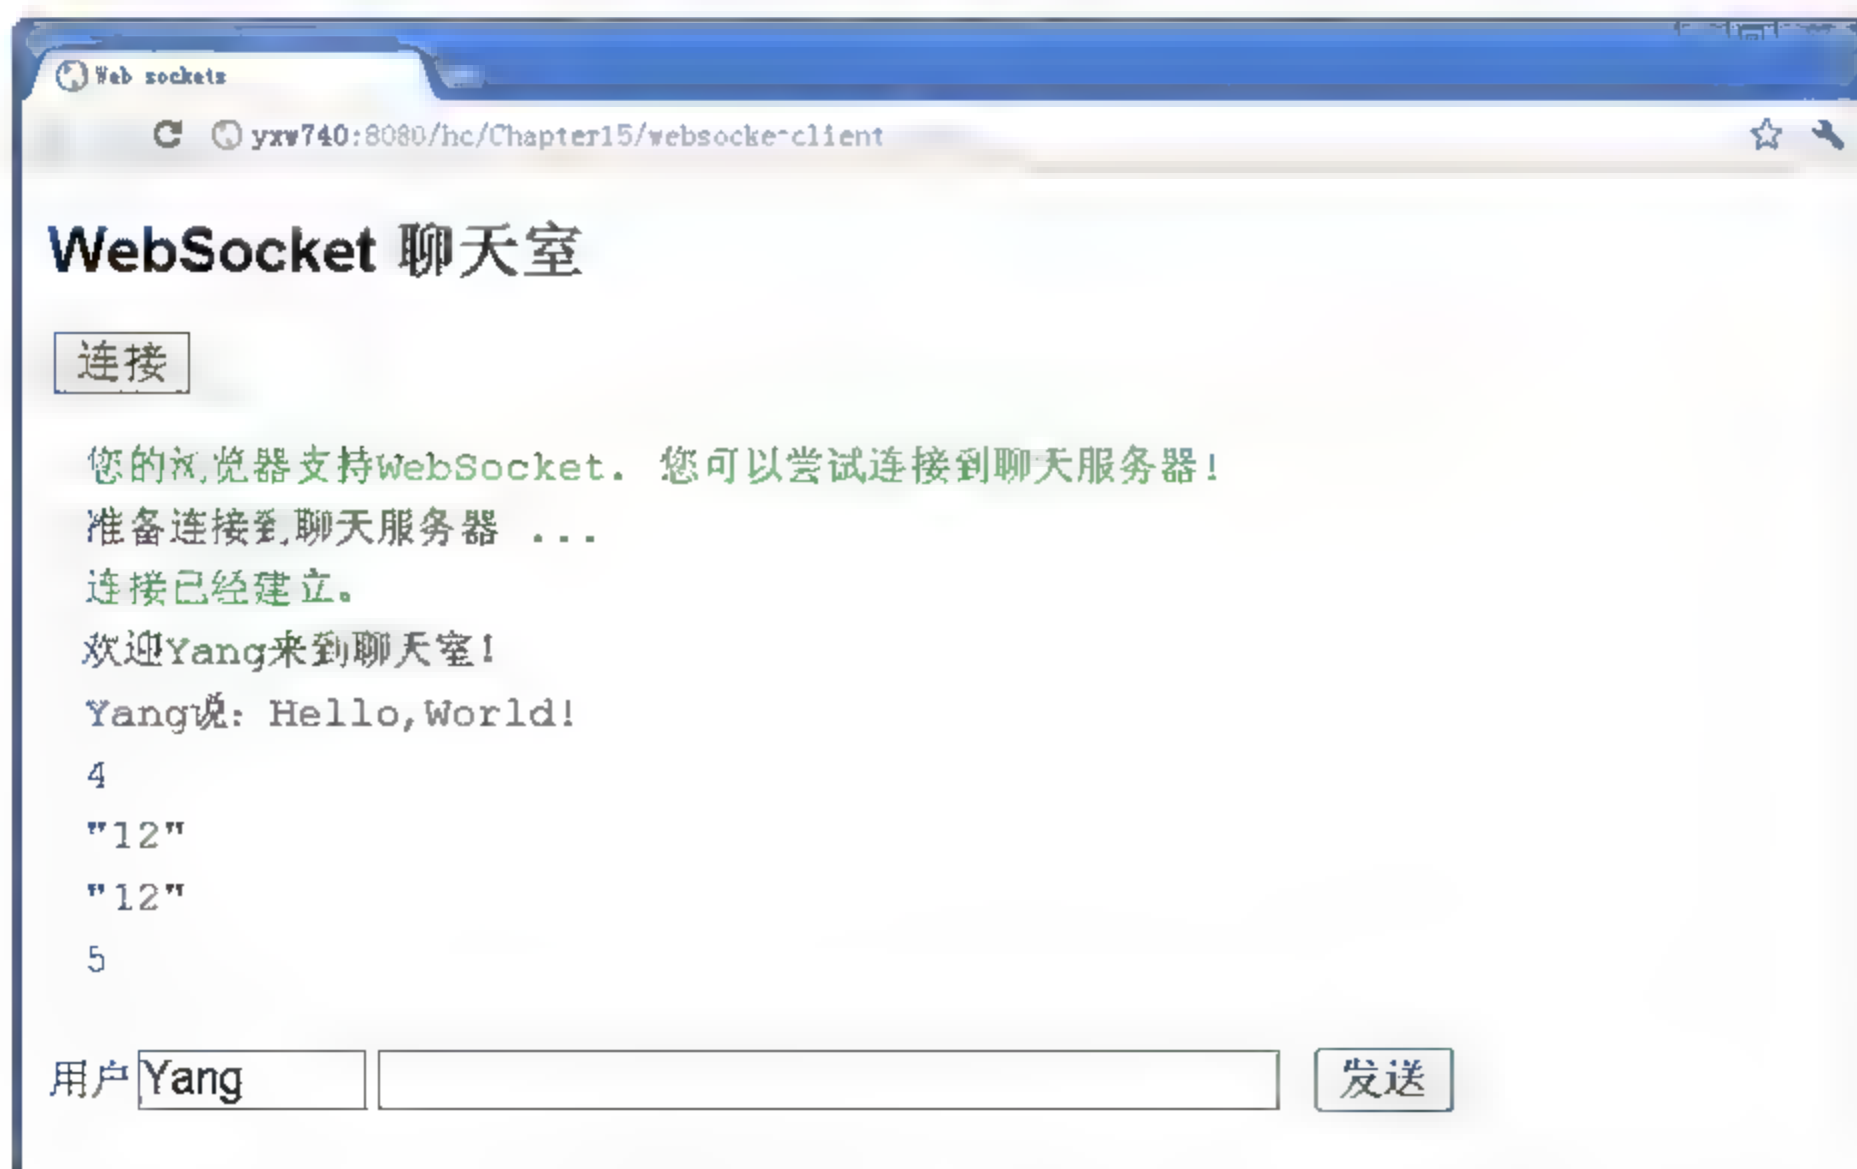 Web sockets
yxw740:8080/hc/Chapter15/websocke-client
WebSocket 聊天室
连接
您的浏览器支持WebSocket. 您可以尝试连接到聊天服务器!
准备连接到聊天服务器 ...
连接已经建立。
欢迎Yang来到聊天室!
Yang说: Hello,World!
4
"12"
"12"
5
用户 Yang 发送